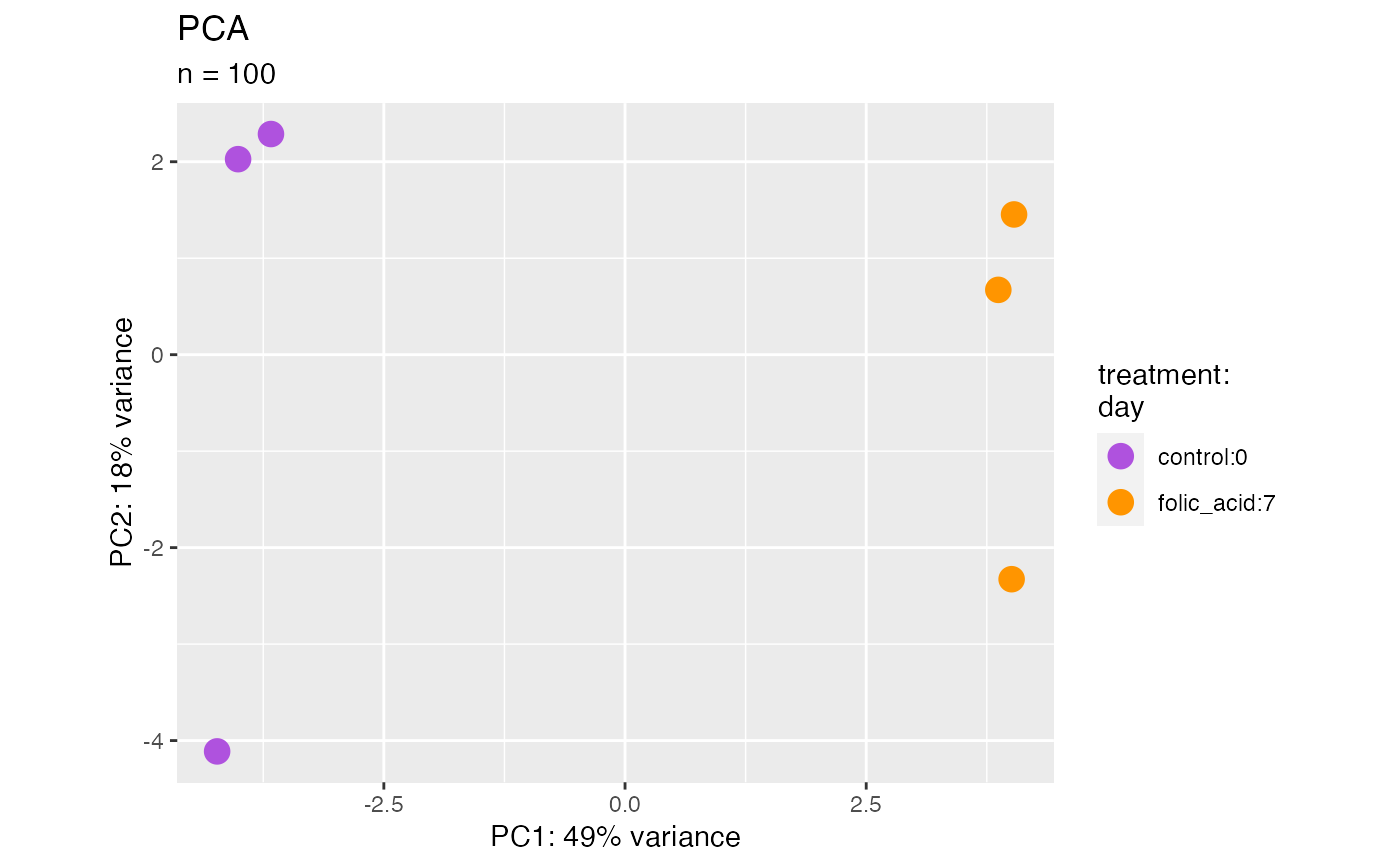 PCA
n = 100
2
0
-2
-4
PC2: 18% variance
-2.5
0.0
2.5
PC1: 49% variance
treatment:
day
control:0
folic_acid:7